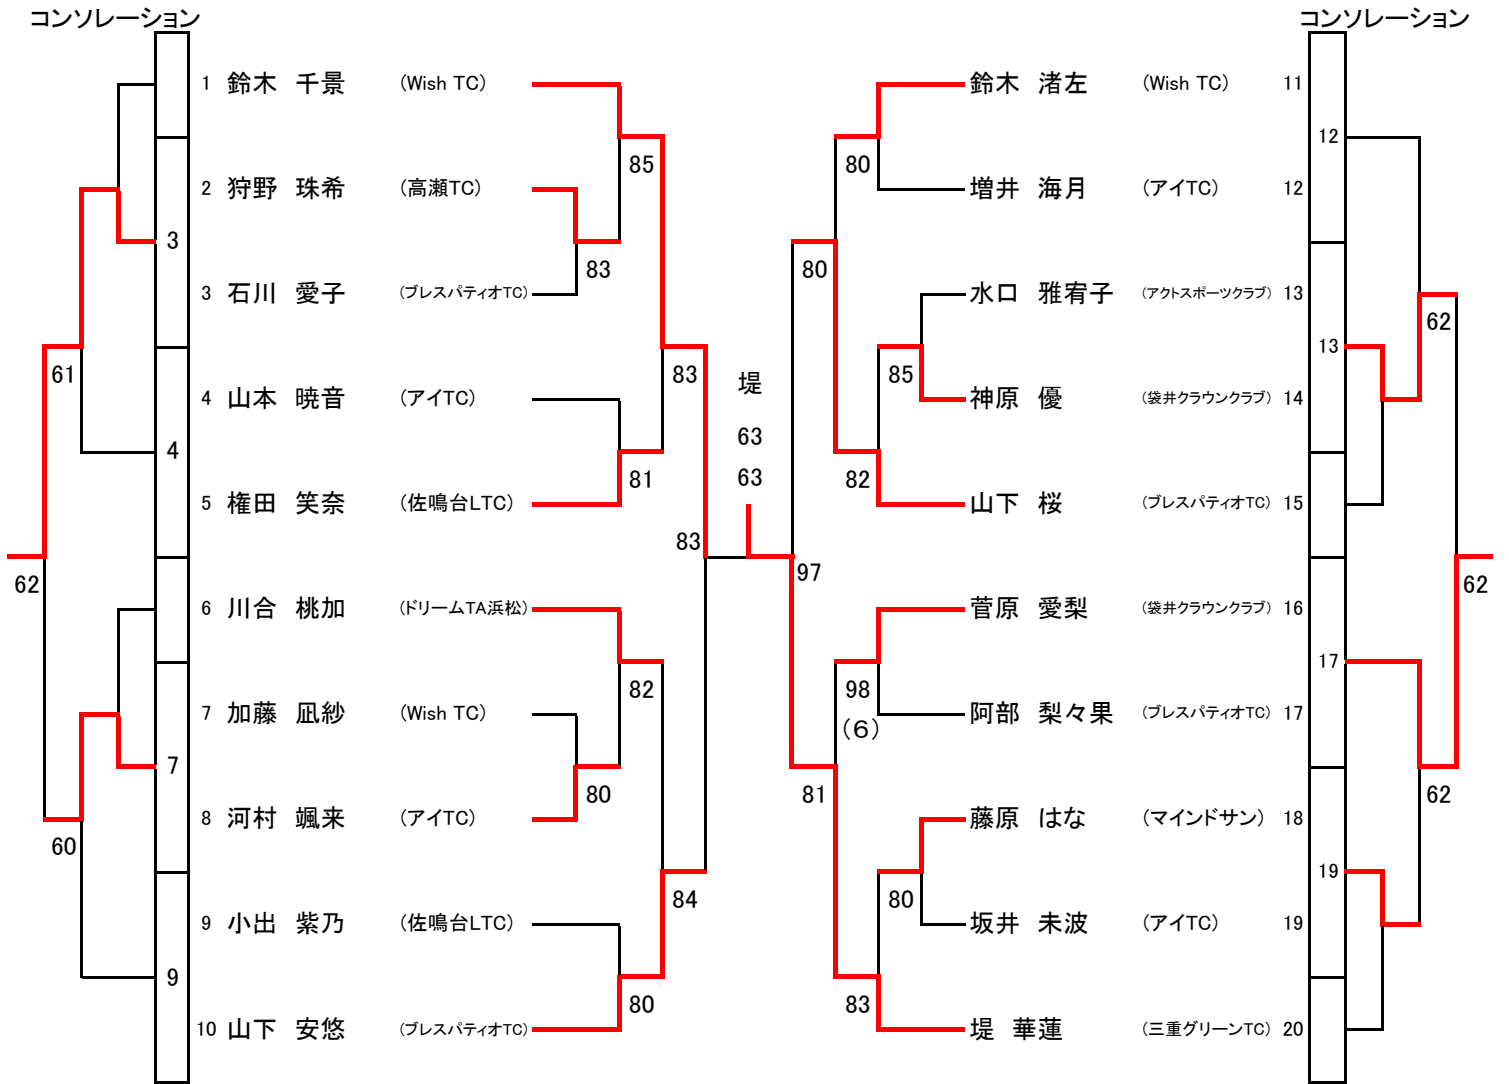 コンソレーション
コンソレーション
1 鈴木 千景 (Wish TC)
2 狩野 珠希 (高瀬TC)
3 石川 愛子 (ブレスパティオTC)
4 山本 暁音 (アイTC)
5 権田 笑奈 (佐鳴台LTC)
6 川合 桃加 (ドリームTA浜松)
7 加藤 凪紗 (Wish TC)
8 河村 颯来 (アイTC)
9 小出 紫乃 (佐鳴台LTC)
10 山下 安悠 (ブレスパティオTC)
3
4
7
9
61
62
60
85
83
83
81
83
82
80
84
80
堤
63
63
97
80
80
85
82
98
(6)
81
80
83
鈴木 渚左 (Wish TC) 11
増井 海月 (アイTC) 12
水口 雅宥子 (アクトスポーツクラブ) 13
神原 優 (袋井クラウンクラブ) 14
山下 桜 (ブレスパティオTC) 15
菅原 愛梨 (袋井クラウンクラブ) 16
阿部 梨々果 (ブレスパティオTC) 17
藤原 はな (マインドサン) 18
坂井 未波 (アイTC) 19
堤 華蓮 (三重グリーンTC) 20
12
13
17
19
62
62
62